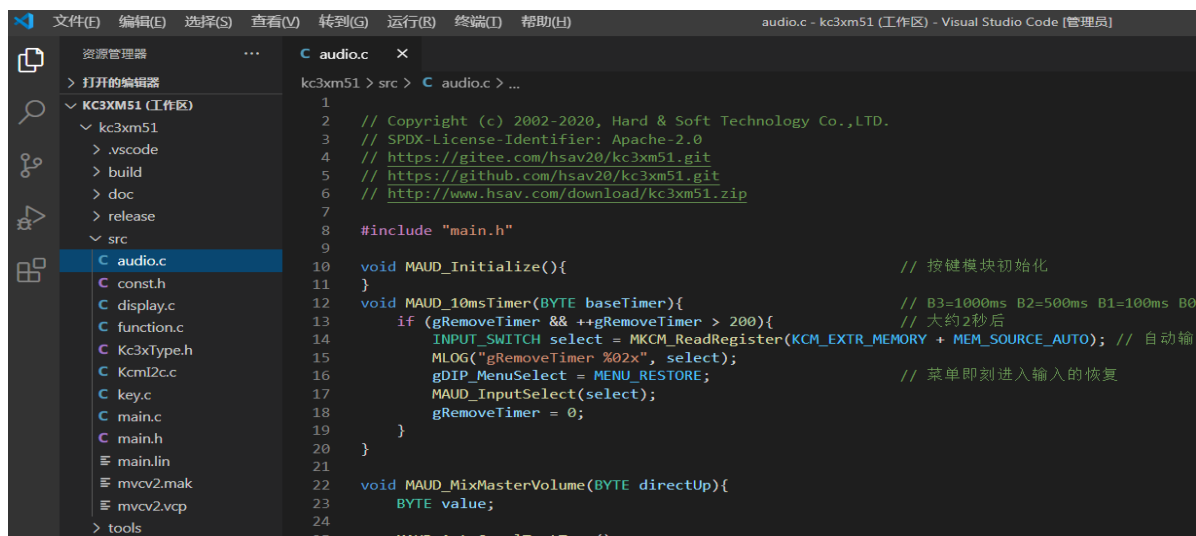 文件(F) 编辑(E) 选择(S) 查看(V) 转到(G) 运行(R) 终端(T) 帮助(H) audio.c - kc3xm51 (工作区) - Visual Studio Code [管理员]
资源管理器 ···
打开的编辑器
KC3XM51 (工作区)
kc3xm51
.vscode
build
doc
release
src
C audio.c
C const.h
C display.c
C function.c
C Kc3xType.h
C KcmI2c.c
C key.c
C main.c
C main.h
main.lin
mvcv2.mak
mvcv2.vcp
tools
C audio.c ×
kc3xm51 > src > C audio.c > ...
1
2 // Copyright (c) 2002-2020, Hard & Soft Technology Co.,LTD.
3 // SPDX-License-Identifier: Apache-2.0
4 // https://gitee.com/hsav20/kc3xm51.git
5 // https://github.com/hsav20/kc3xm51.git
6 // http://www.hsav.com/download/kc3xm51.zip
7
8 #include "main.h"
9
10 void MAUD_Initialize(){ // 按键模块初始化
11 }
12 void MAUD_10msTimer(BYTE baseTimer){ // B3=1000ms B2=500ms B1=100ms B0
13 if (gRemoveTimer && ++gRemoveTimer > 200){ // 大约2秒后
14 INPUT_SWITCH select = MKCM_ReadRegister(KCM_EXTR_MEMORY + MEM_SOURCE_AUTO); // 自动输
15 MLOG("gRemoveTimer %02x", select);
16 gDIP_MenuSelect = MENU_RESTORE; // 菜单即刻进入输入的恢复
17 MAUD_InputSelect(select);
18 gRemoveTimer = 0;
19 }
20 }
21
22 void MAUD_MixMasterVolume(BYTE directUp){
23 BYTE value;
24